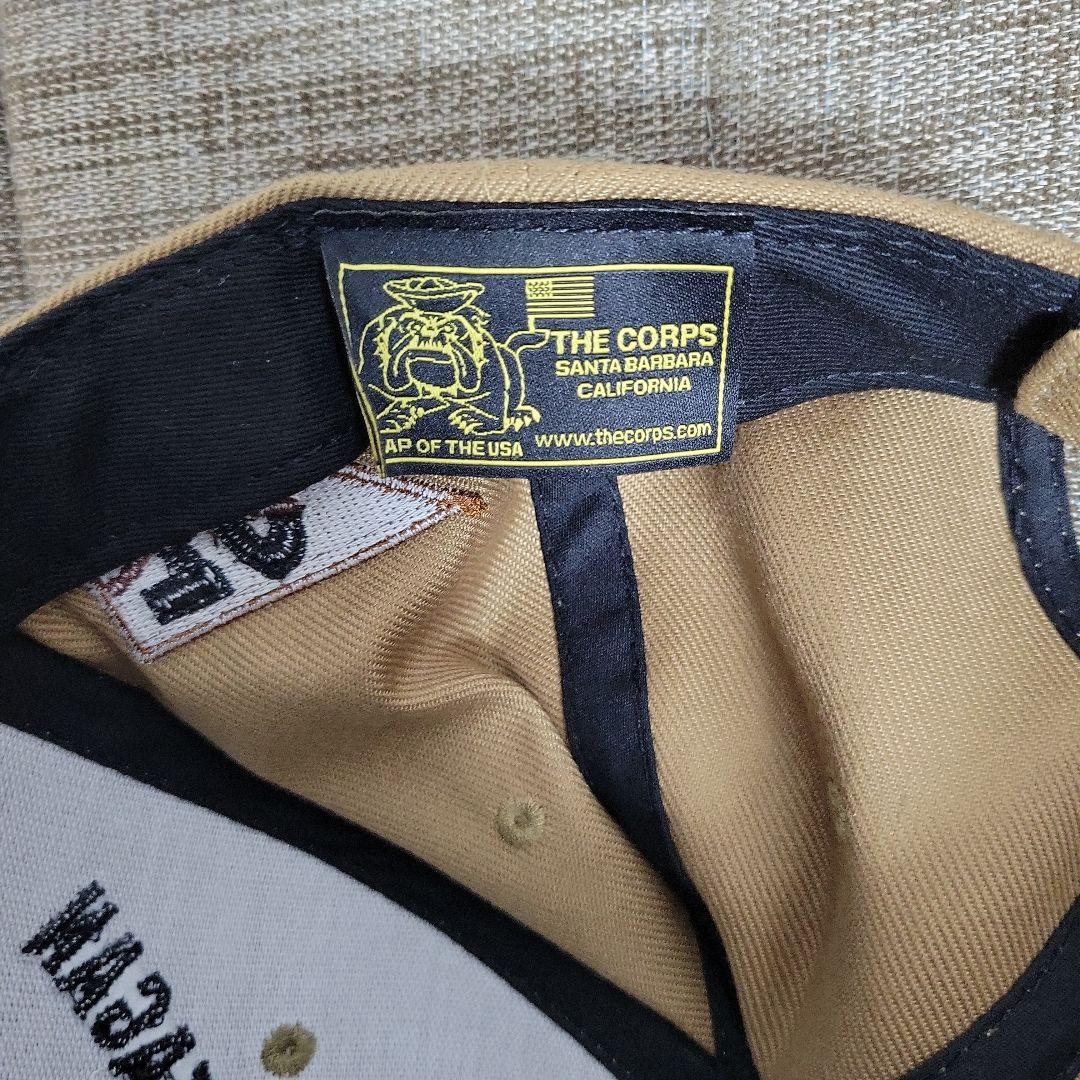 THE CORPS
SANTA BARBARA
CALIFORNIA
AP OF THE USA
www.thecorps.com